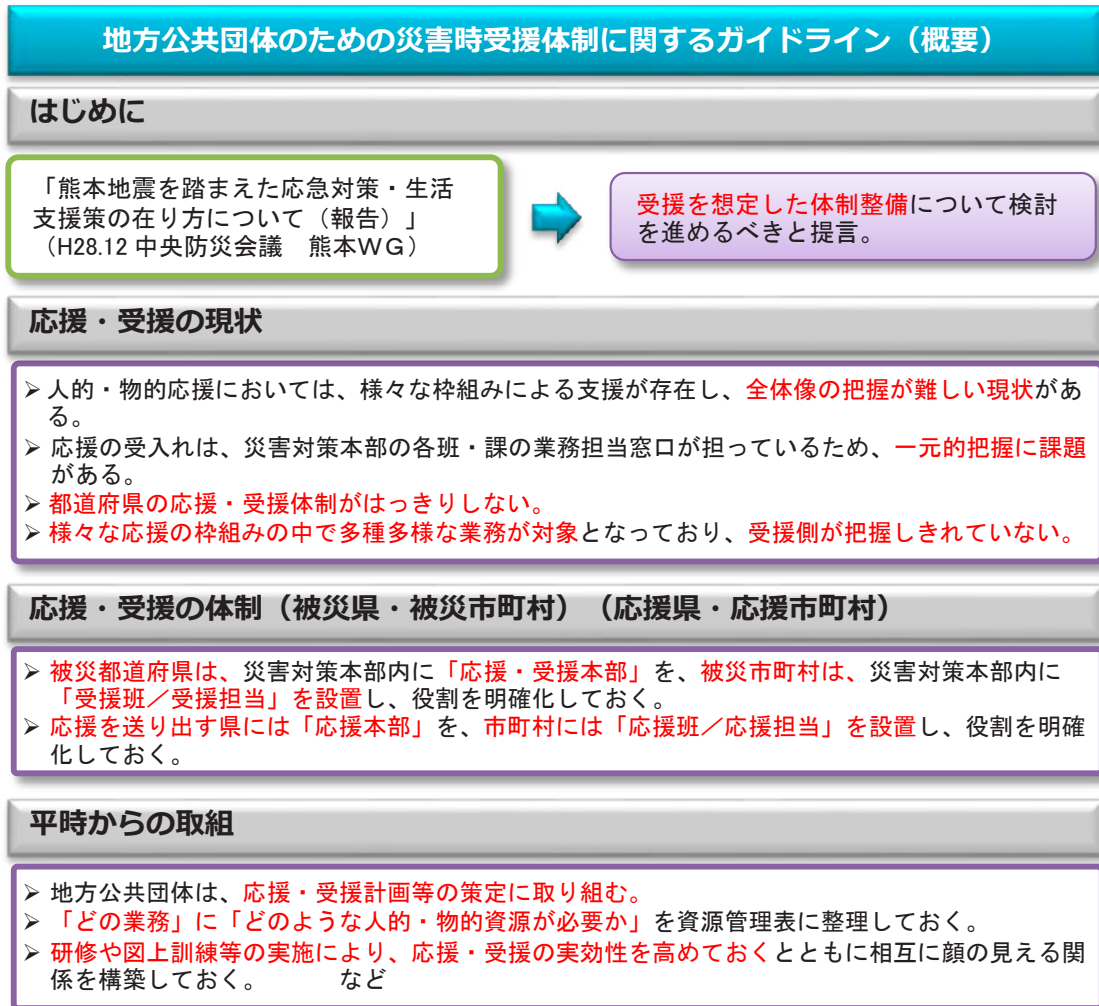 地方公共団体のための災害時受援体制に関するガイドライン（概要）
はじめに
「熊本地震を踏まえた応急対策・生活
支援策の在り方について（報告）」
（H28.12 中央防災会議　熊本ＷＧ）
受援を想定した体制整備について検討
を進めるべきと提言。
応援・受援の現状
➢ 人的・物的応援においては、様々な枠組みによる支援が存在し、全体像の把握が難しい現状があ
る。
➢ 応援の受入れは、災害対策本部の各班・課の業務担当窓口が担っているため、一元的把握に課題
がある。
➢ 都道府県の応援・受援体制がはっきりしない。
➢ 様々な応援の枠組みの中で多種多様な業務が対象となっており、受援側が把握しきれていない。
応援・受援の体制（被災県・被災市町村）（応援県・応援市町村）
➢ 被災都道府県は、災害対策本部内に「応援・受援本部」を、被災市町村は、災害対策本部内に
「受援班／受援担当」を設置し、役割を明確化しておく。
➢ 応援を送り出す県には「応援本部」を、市町村には「応援班／応援担当」を設置し、役割を明確
化しておく。
平時からの取組
➢ 地方公共団体は、応援・受援計画等の策定に取り組む。
➢ 「どの業務」に「どのような人的・物的資源が必要か」を資源管理表に整理しておく。
➢ 研修や図上訓練等の実施により、応援・受援の実効性を高めておくとともに相互に顔の見える関
係を構築しておく。　　　など